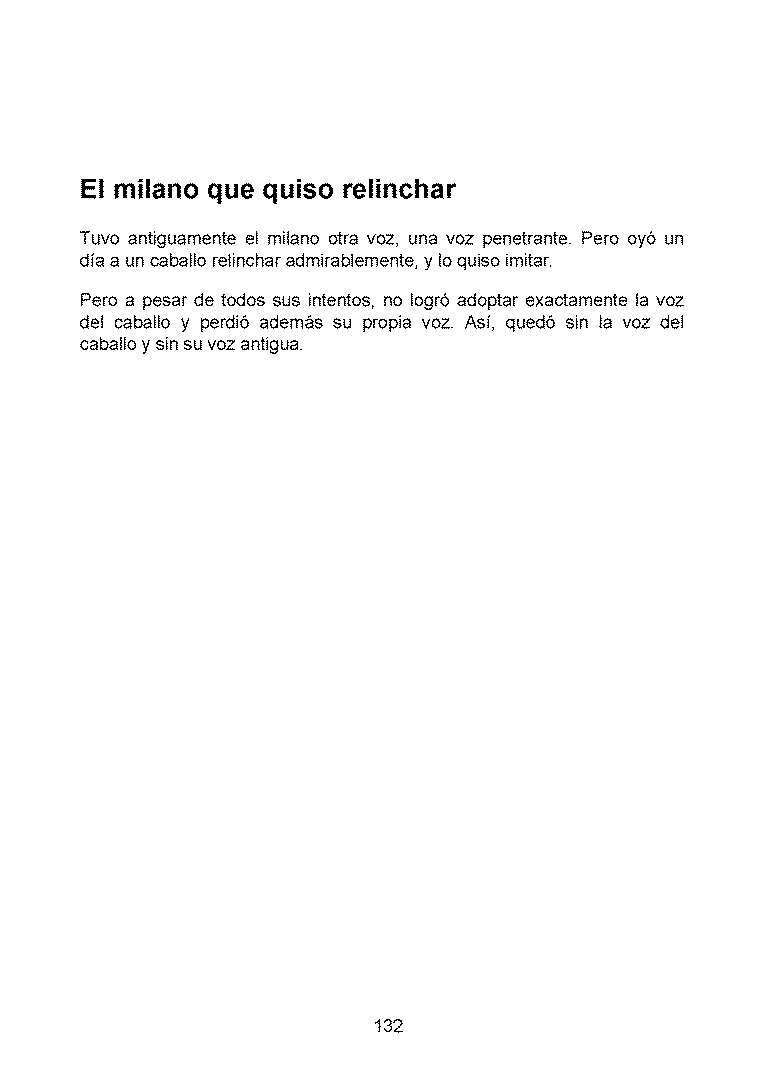 El milano que quiso relinchar
Tuvo antiguamente el milano otra voz, una voz penetrante. Pero oyó un
día a un caballo relinchar admirablemente, y lo quiso imitar.
Pero a pesar de todos sus intentos, no logró adoptar exactamente la voz
del caballo y perdió además su propia voz. Así, quedó sin la voz del
caballo y sin su voz antigua.
132